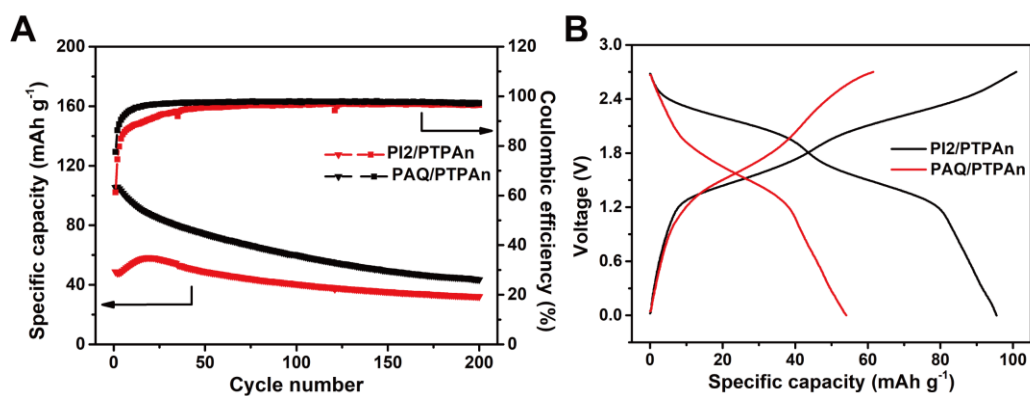 A
Specific capacity (mAh g-1)
200
160
120
80
40
0
0
50
100
150
200
Cycle number
120
100
80
60
40
20
0
Coulombic efficiency (%)
PI2/PTPAn
PAQ/PTPAn
B
Voltage (V)
3.0
2.4
1.8
1.2
0.6
0.0
0
20
40
60
80
100
Specific capacity (mAh g-1)
PI2/PTPAn
PAQ/PTPAn